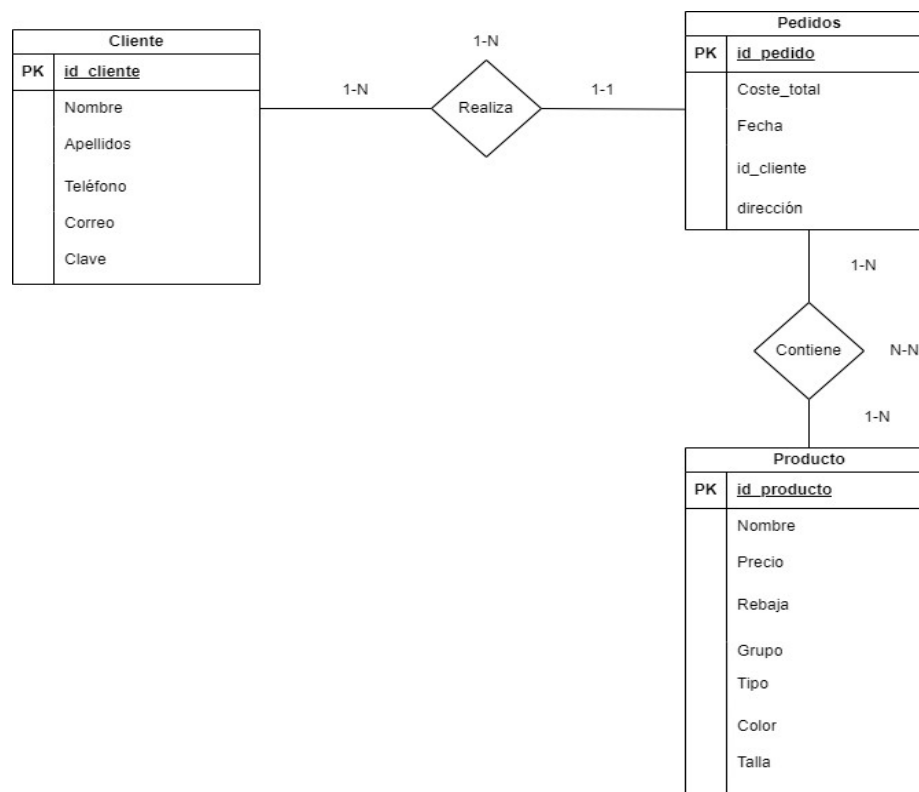 Cliente
PK id_cliente
Nombre
Apellidos
Teléfono
Correo
Clave
1-N
1-N
Realiza
1-1
Pedidos
PK id_pedido
Coste_total
Fecha
id_cliente
dirección
1-N
Contiene
N-N
1-N
Producto
PK id_producto
Nombre
Precio
Rebaja
Grupo
Tipo
Color
Talla